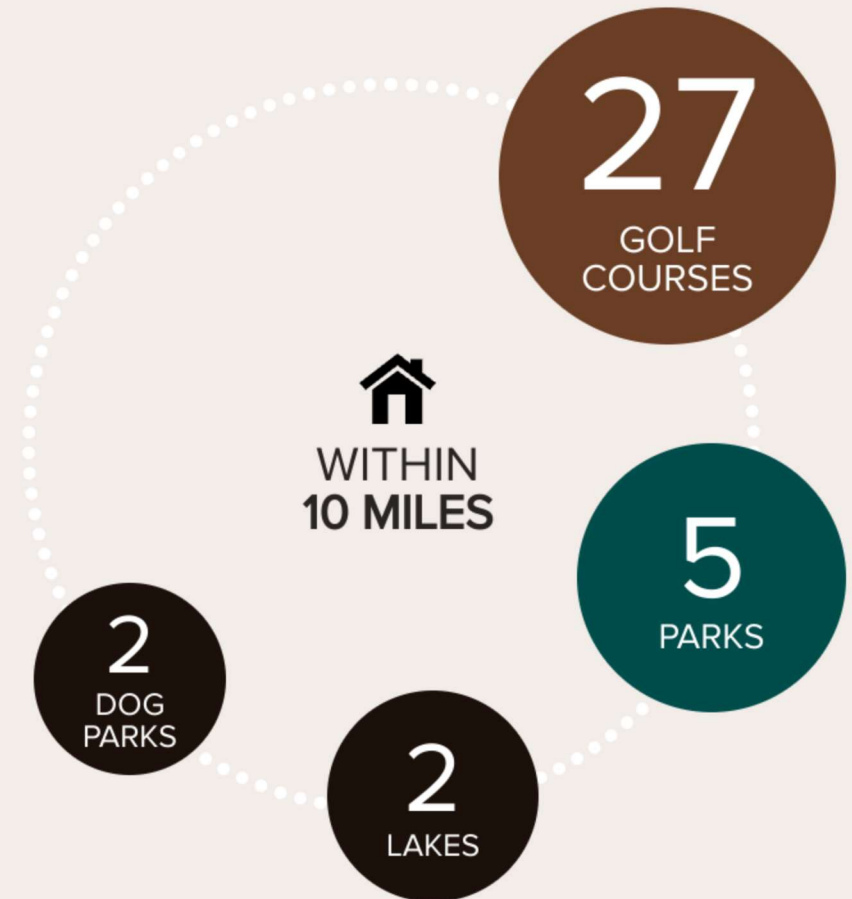 27
GOLF
COURSES
WITHIN
10 MILES
5
PARKS
2
DOG
PARKS
2
LAKES